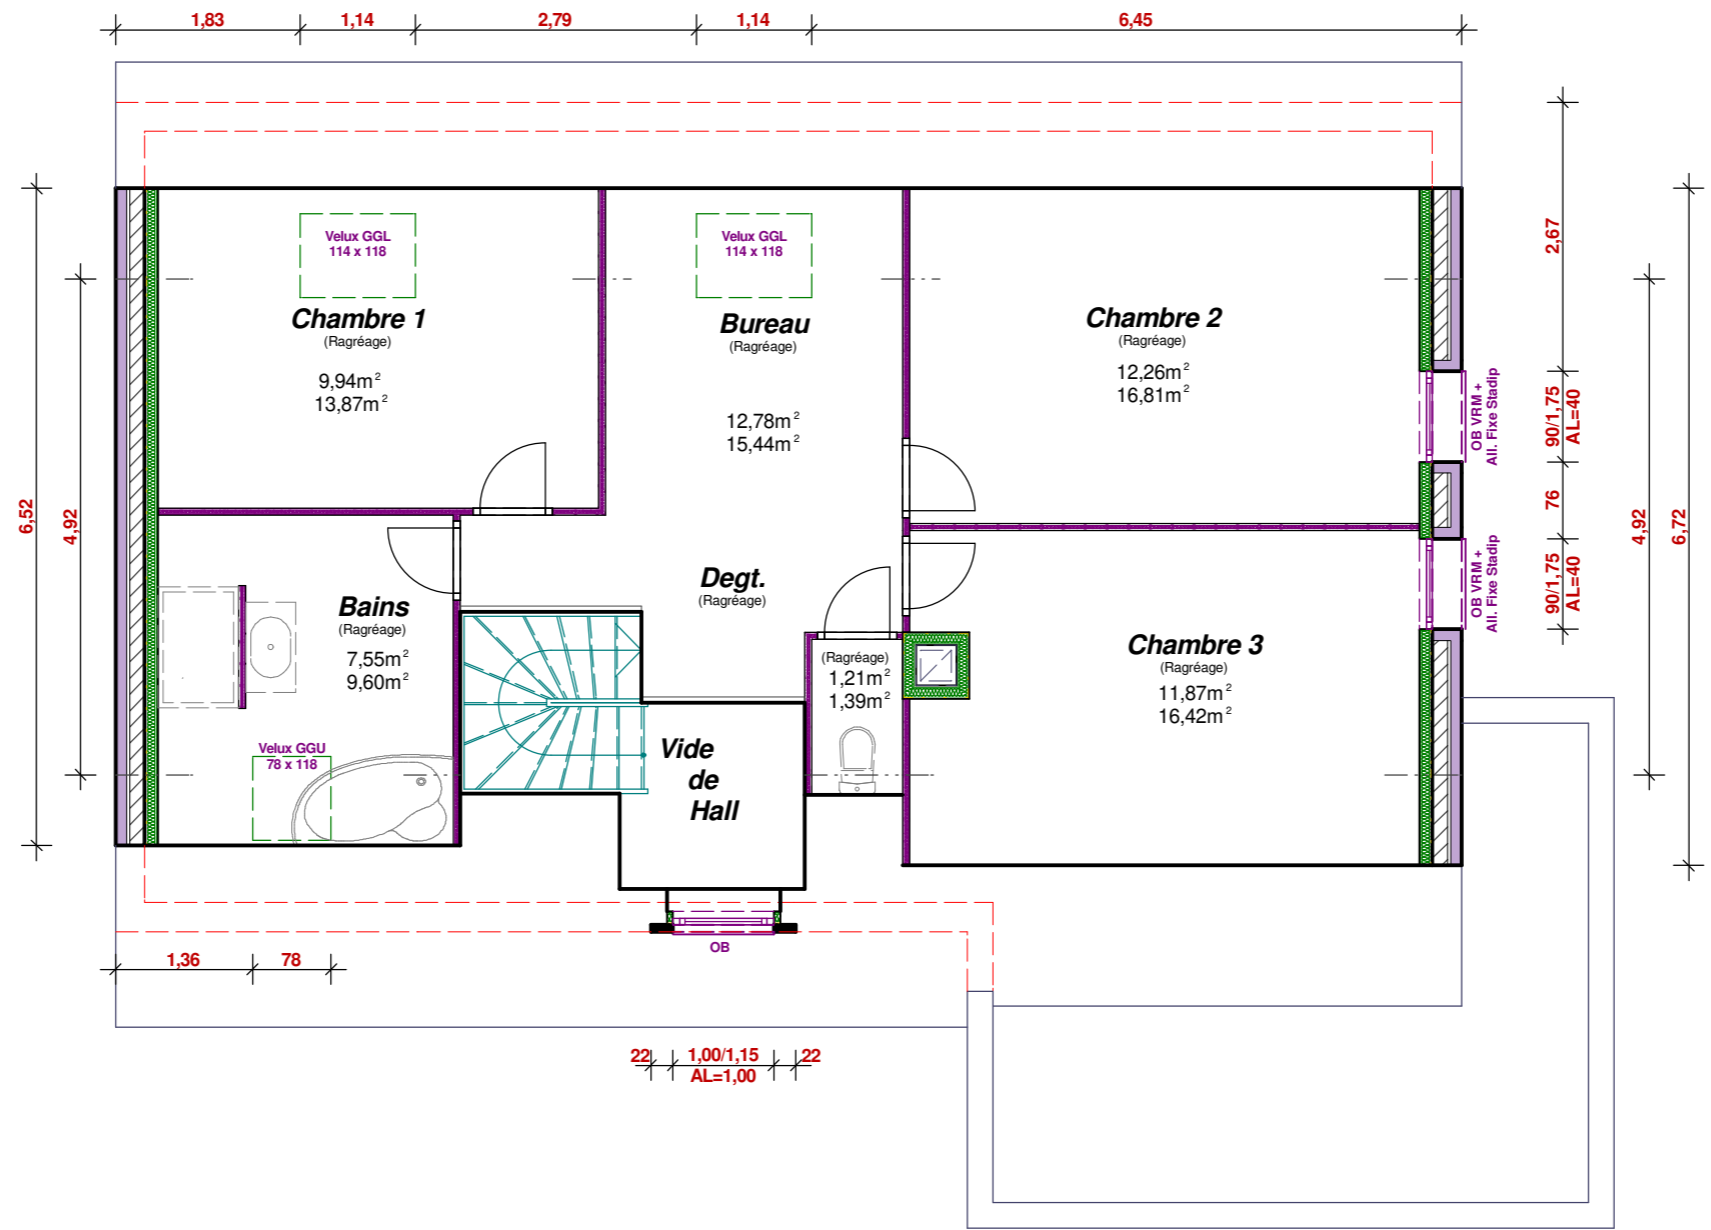 1,83
1,14
2,79
1,14
6,45
Velux GGL
114 x 118
Velux GGL
114 x 118
Chambre 1
(Ragréage)
9,94m²
13,87m²
Bureau
(Ragréage)
12,78m²
15,44m²
Chambre 2
(Ragréage)
12,26m²
16,81m²
2,67
OB VRM +
All. Fixe Stadip
90/1,75
AL=40
76
6,52
4,92
4,92
6,72
OB VRM +
All. Fixe Stadip
90/1,75
AL=40
Bains
(Ragréage)
7,55m²
9,60m²
Degt.
(Ragréage)
(Ragréage)
1,21m²
1,39m²
Chambre 3
(Ragréage)
11,87m²
16,42m²
Velux GGU
78 x 118
Vide
de
Hall
OB
1,36
78
22
1,00/1,15
22
AL=1,00